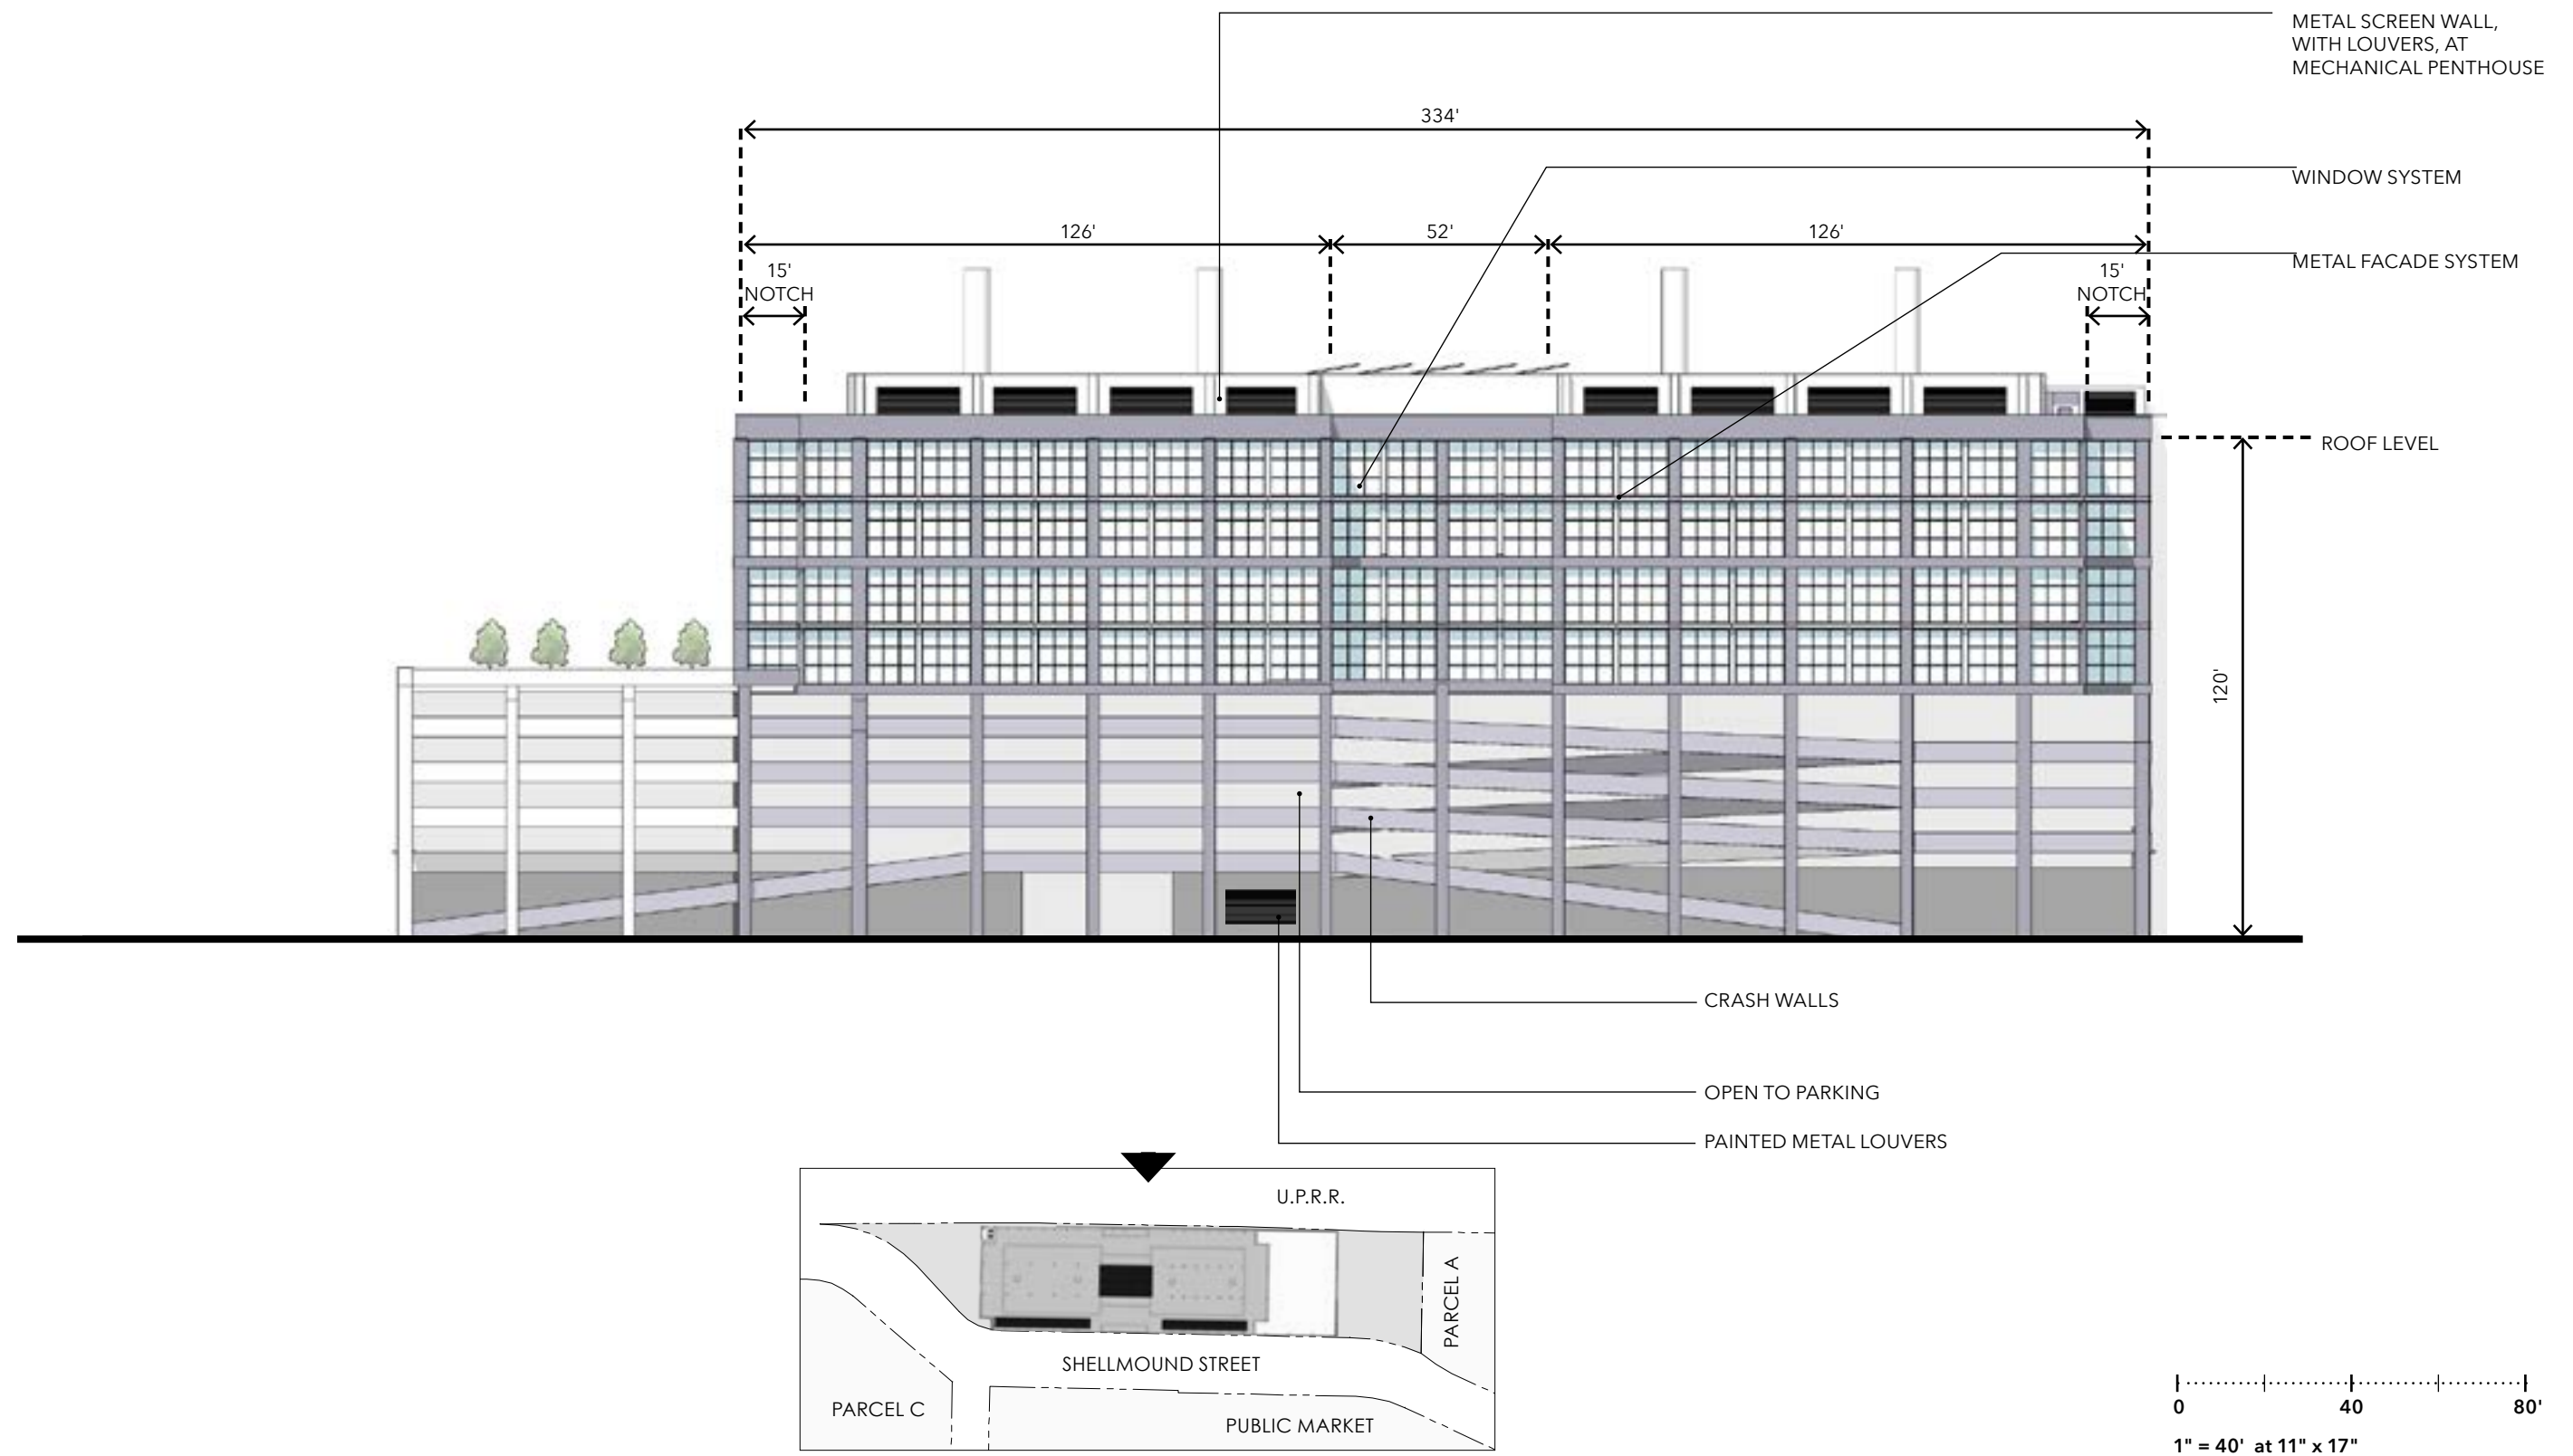 METAL SCREEN WALL,
WITH LOUVERS, AT
MECHANICAL PENTHOUSE
334'
WINDOW SYSTEM
126'
52'
126'
METAL FACADE SYSTEM
15'
NOTCH
15'
NOTCH
ROOF LEVEL
120'
CRASH WALLS
OPEN TO PARKING
PAINTED METAL LOUVERS
U.P.R.R.
PARCEL A
SHELLMOUND STREET
PARCEL C
PUBLIC MARKET
0 40 80'
1" = 40' at 11" x 17"